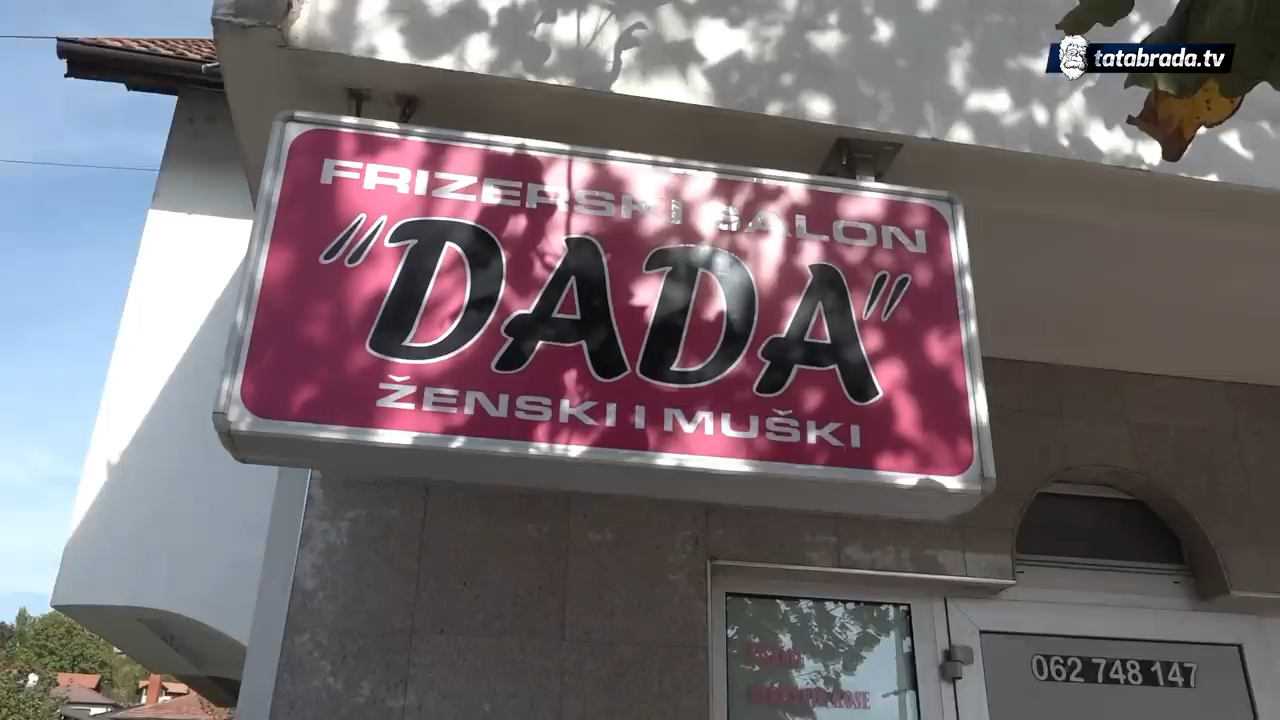 tatabrada.tv
FRIZERSKI SALON
"DADA"
ŽENSKI I MUŠKI
062 748 147